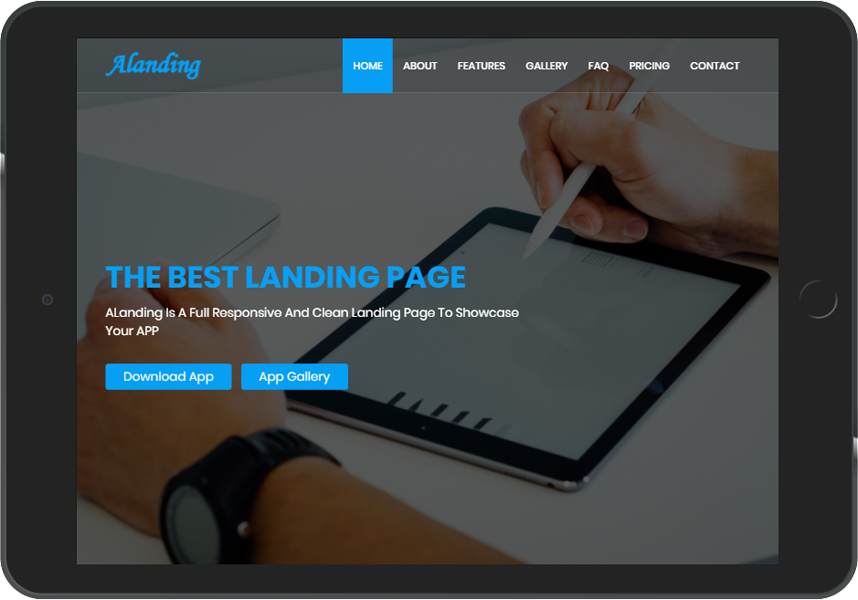 Alanding
HOME ABOUT FEATURES GALLERY FAQ PRICING CONTACT
THE BEST LANDING PAGE
ALanding Is A Full Responsive And Clean Landing Page To Showcase
Your APP
Download App App Gallery